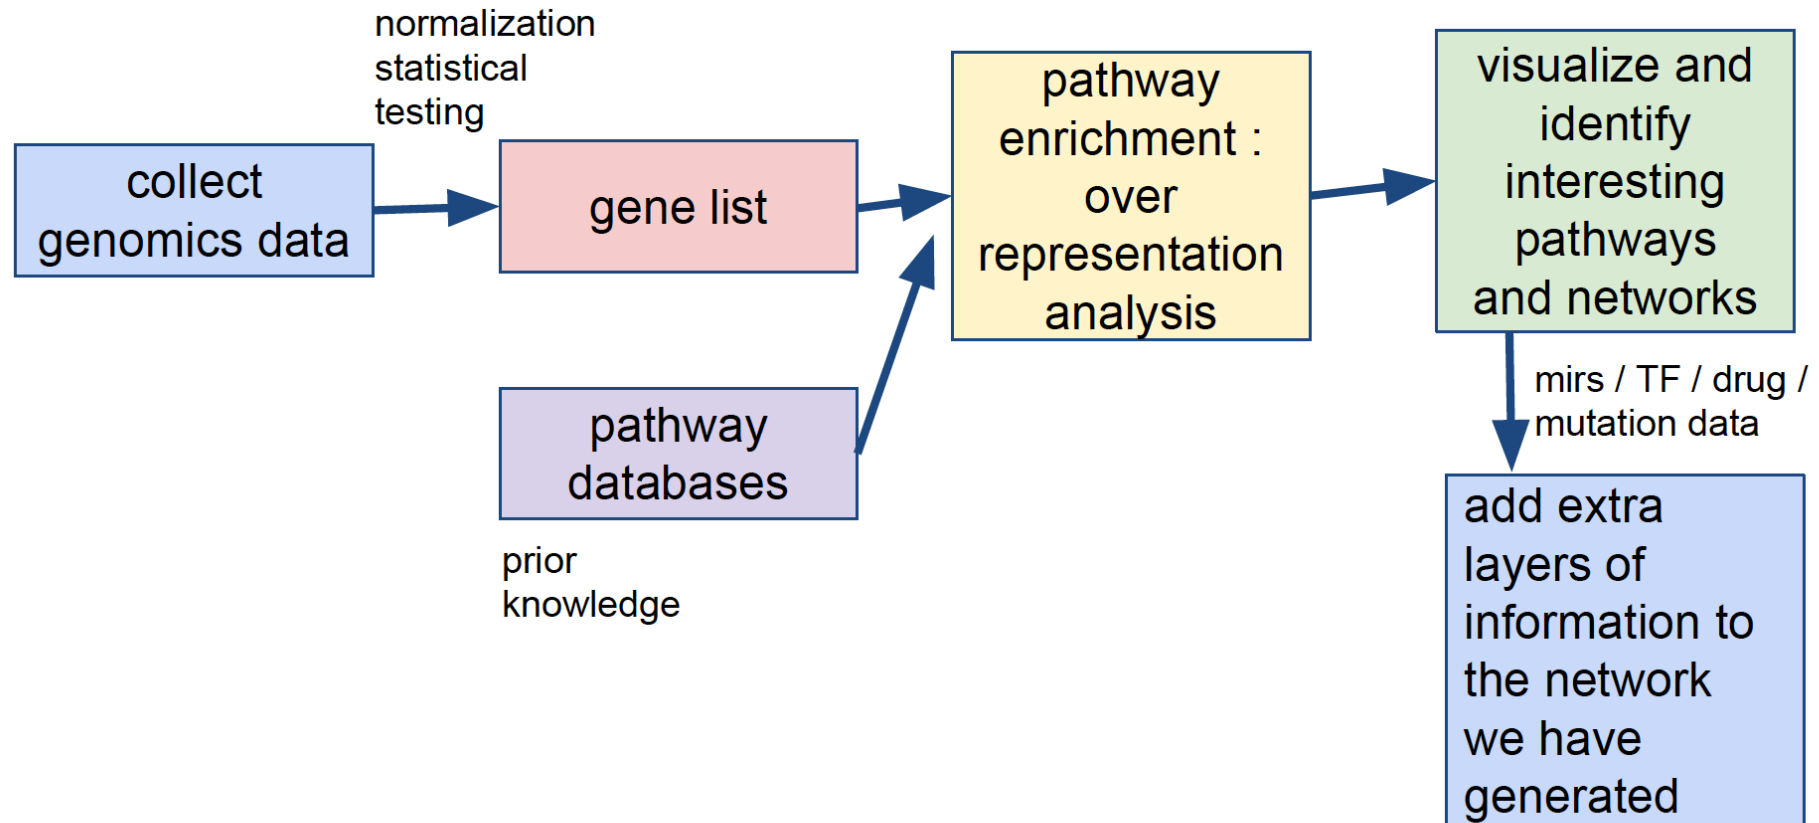 normalization
statistical
testing
collect
genomics data
gene list
pathway
databases
prior
knowledge
pathway
enrichment :
over
representation
analysis
visualize and
identify
interesting
pathways
and networks
mirs / TF / drug /
mutation data
add extra
layers of
information to
the network
we have
generated